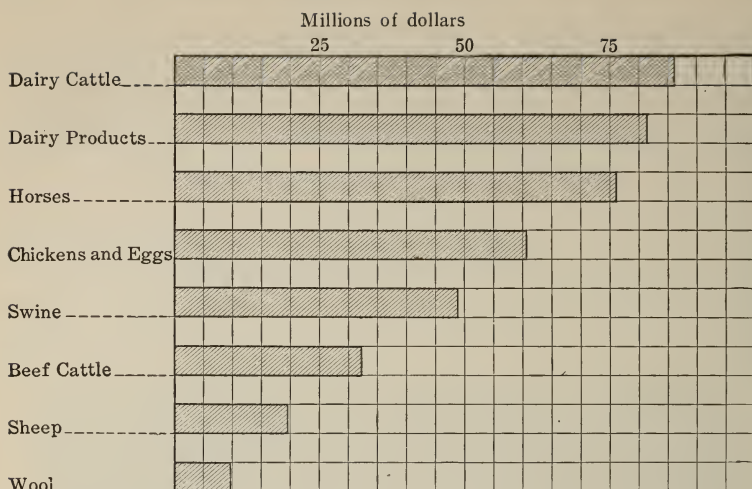 Millions of dollars
25 50 75
Dairy Cattle
Dairy Products
Horses
Chickens and Eggs
Swine
Beef Cattle
Sheep
Wool